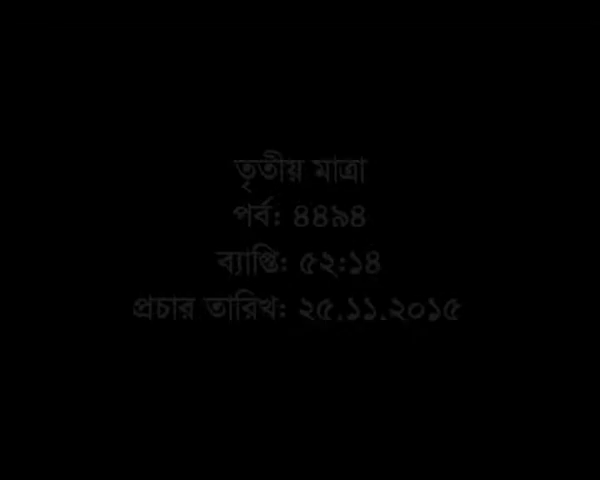 তৃতীয় মাত্রা
পর্ব: ৪৪৯৪
ব্যাপ্তি: ৫২:১৪
প্রচার তারিখ: ২৫.১১.২০১৫